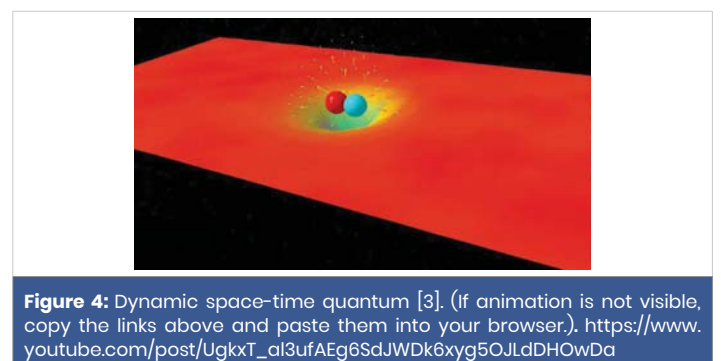 Figure 4: Dynamic space-time quantum [3]. (If animation is not visible,
copy the links above and paste them into your browser.). https://www.
youtube.com/post/UgkxT_al3ufAEg6SdJWDk6xyg5OJLdDHOwDa